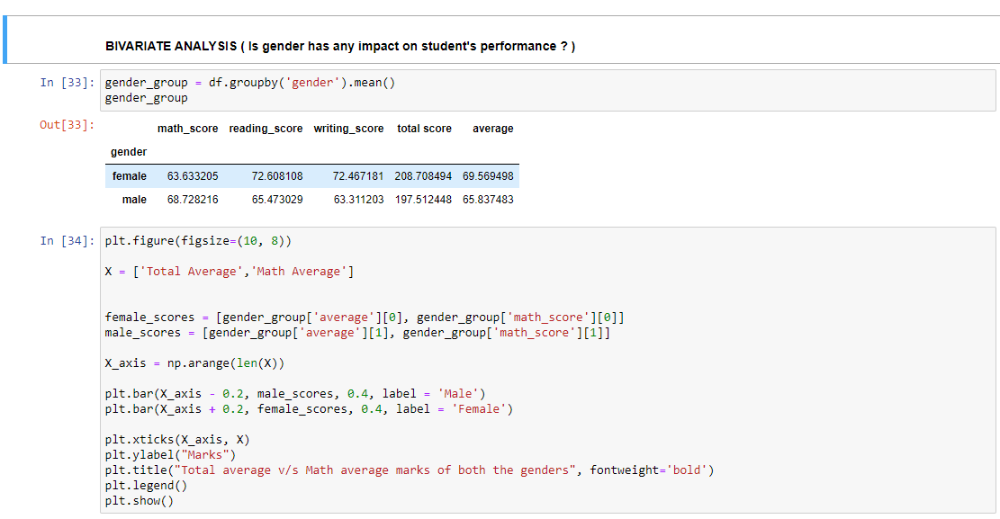 BIVARIATE ANALYSIS ( Is gender has any impact on student's performance ? )
In [33]: gender_group = df.groupby('gender').mean()
gender_group
Out[33]:
math_score reading_score writing_score total score average
gender
female 63.633205 72.608108 72.467181 208.708494 69.569498
male 68.728216 65.473029 63.311203 197.512448 65.837483
In [34]: plt.figure(figsize=(10, 8))
X = ['Total Average','Math Average']
female_scores = [gender_group['average'][0], gender_group['math_score'][0]]
male_scores = [gender_group['average'][1], gender_group['math_score'][1]]
X_axis = np.arange(len(X))
plt.bar(X_axis - 0.2, male_scores, 0.4, label = 'Male')
plt.bar(X_axis + 0.2, female_scores, 0.4, label = 'Female')
plt.xticks(X_axis, X)
plt.ylabel("Marks")
plt.title("Total average v/s Math average marks of both the genders", fontweight='bold')
plt.legend()
plt.show()